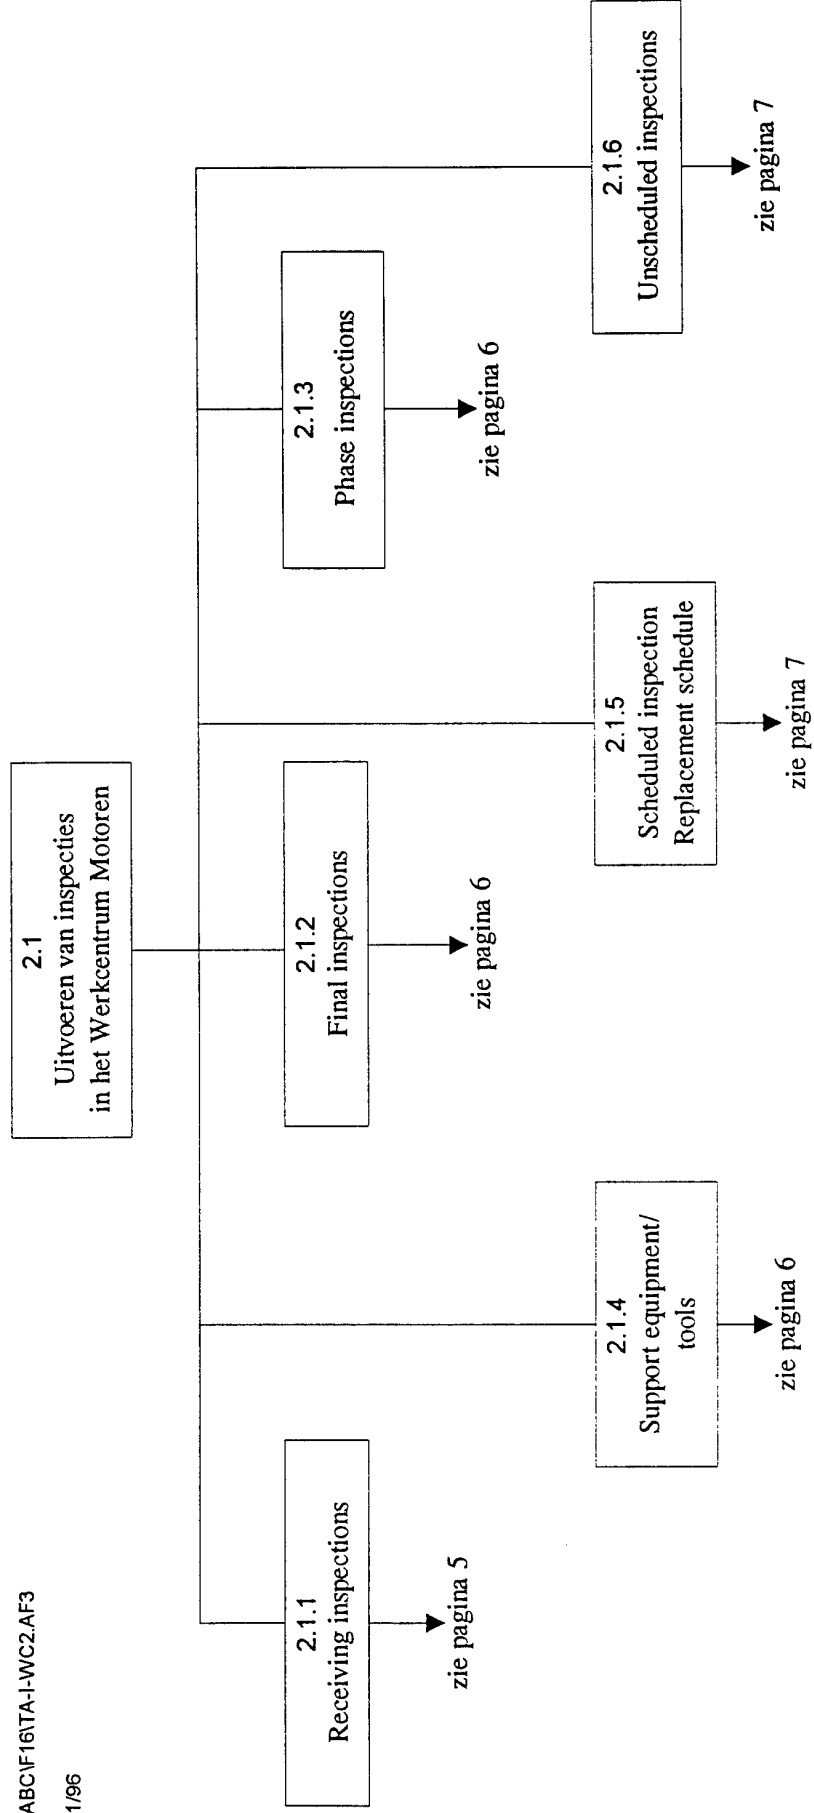 ABC\F16\TA-I-WC2.AF3
1/96
2.1
Uitvoeren van inspecties
in het Werkcentrum Motoren
2.1.1
Receiving inspections
zie pagina 5
2.1.2
Final inspections
zie pagina 6
2.1.3
Phase inspections
zie pagina 6
2.1.4
Support equipment/
tools
zie pagina 6
2.1.5
Scheduled inspection
Replacement schedule
zie pagina 7
2.1.6
Unscheduled inspections
zie pagina 7